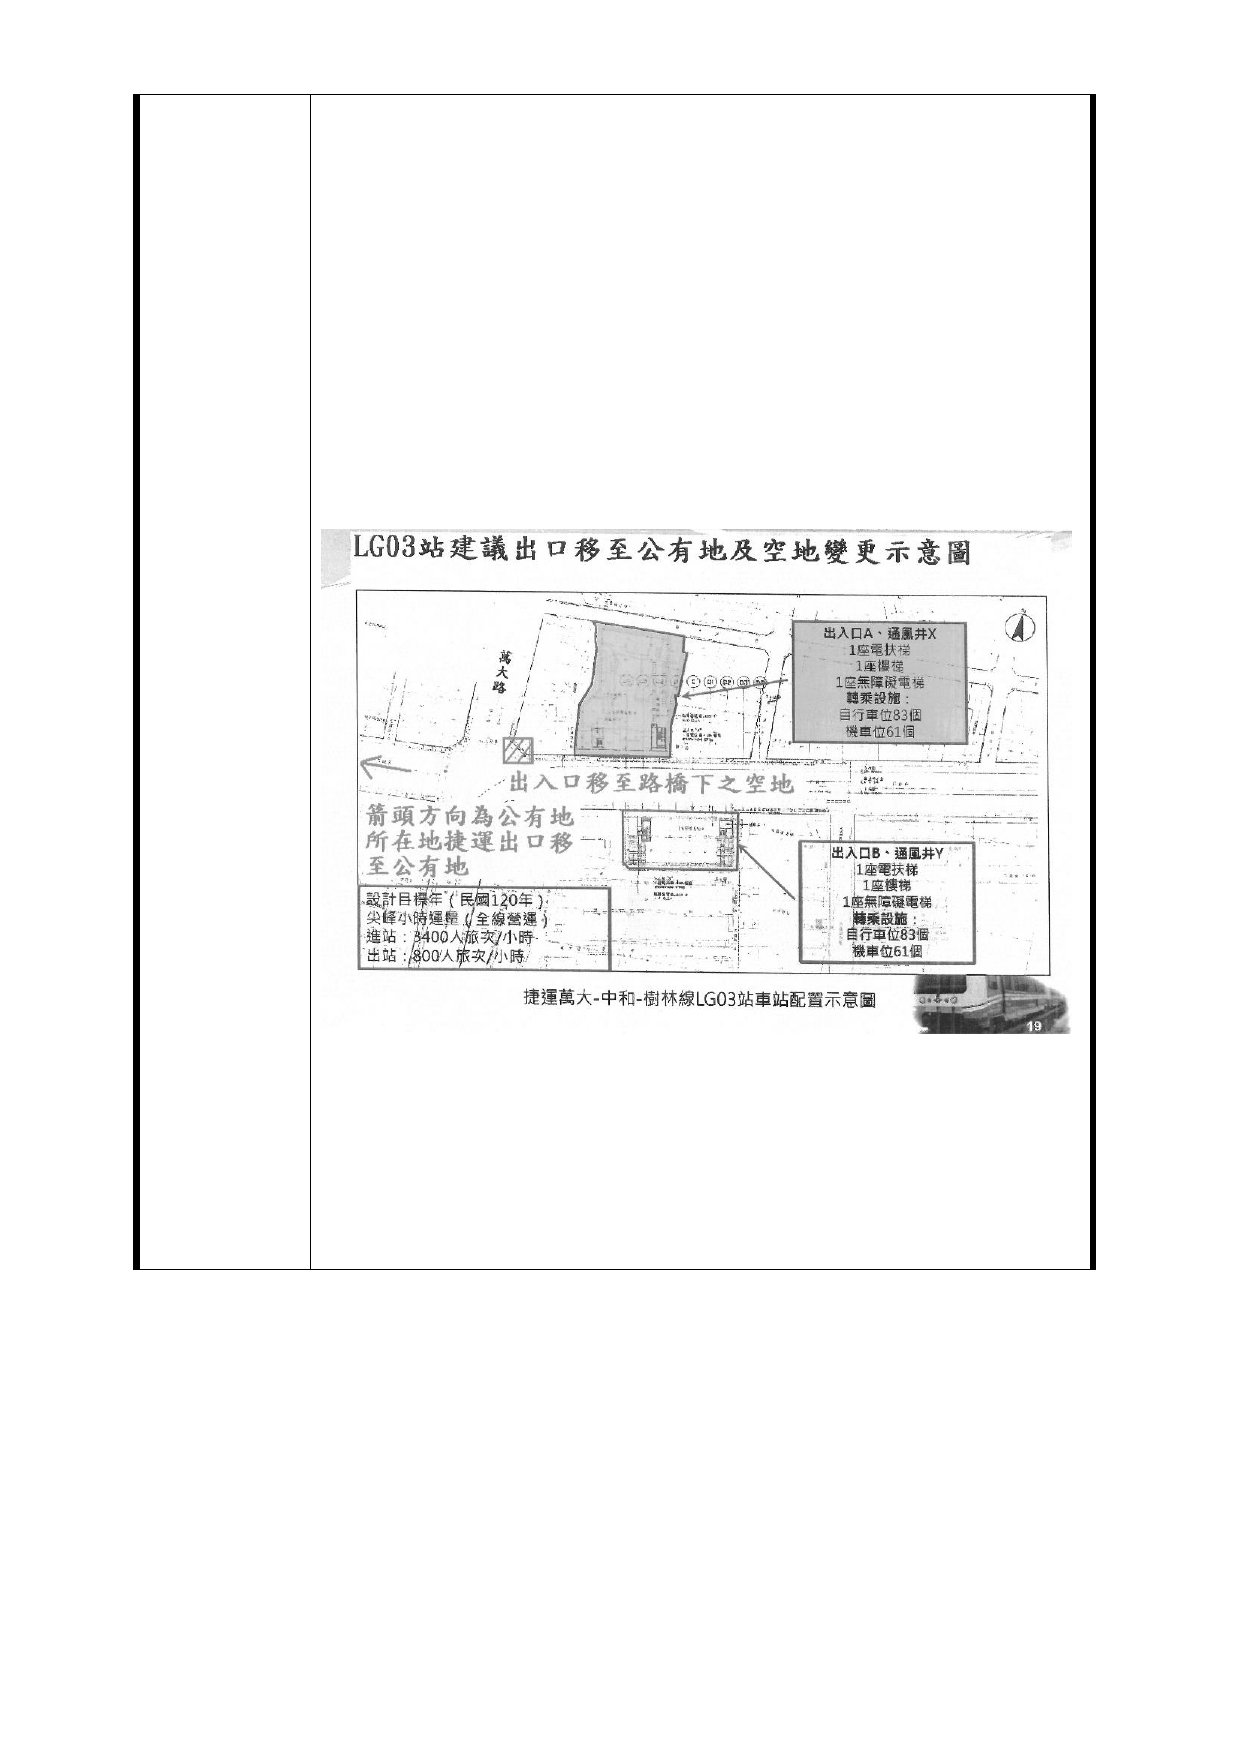 LG03站建議出口移至公有地及空地變更示意圖
萬大路
出入口A、通風井X
1座電扶梯
1座樓梯
1座無障礙電梯
轉乘設施：
自行車位83個
機車位61個
出入口移至路橋下之空地
箭頭方向為公有地
所在地捷運出口移
至公有地
出入口B、通風井Y
1座電扶梯
1座樓梯
1座無障礙電梯
轉乘設施：
自行車位83個
機車位61個
設計目標年（民國120年）
尖峰小時運量（全線營運）
進站：3400人旅次/小時
出站：800人旅次/小時
捷運萬大-中和-樹林線LG03站車站配置示意圖
19